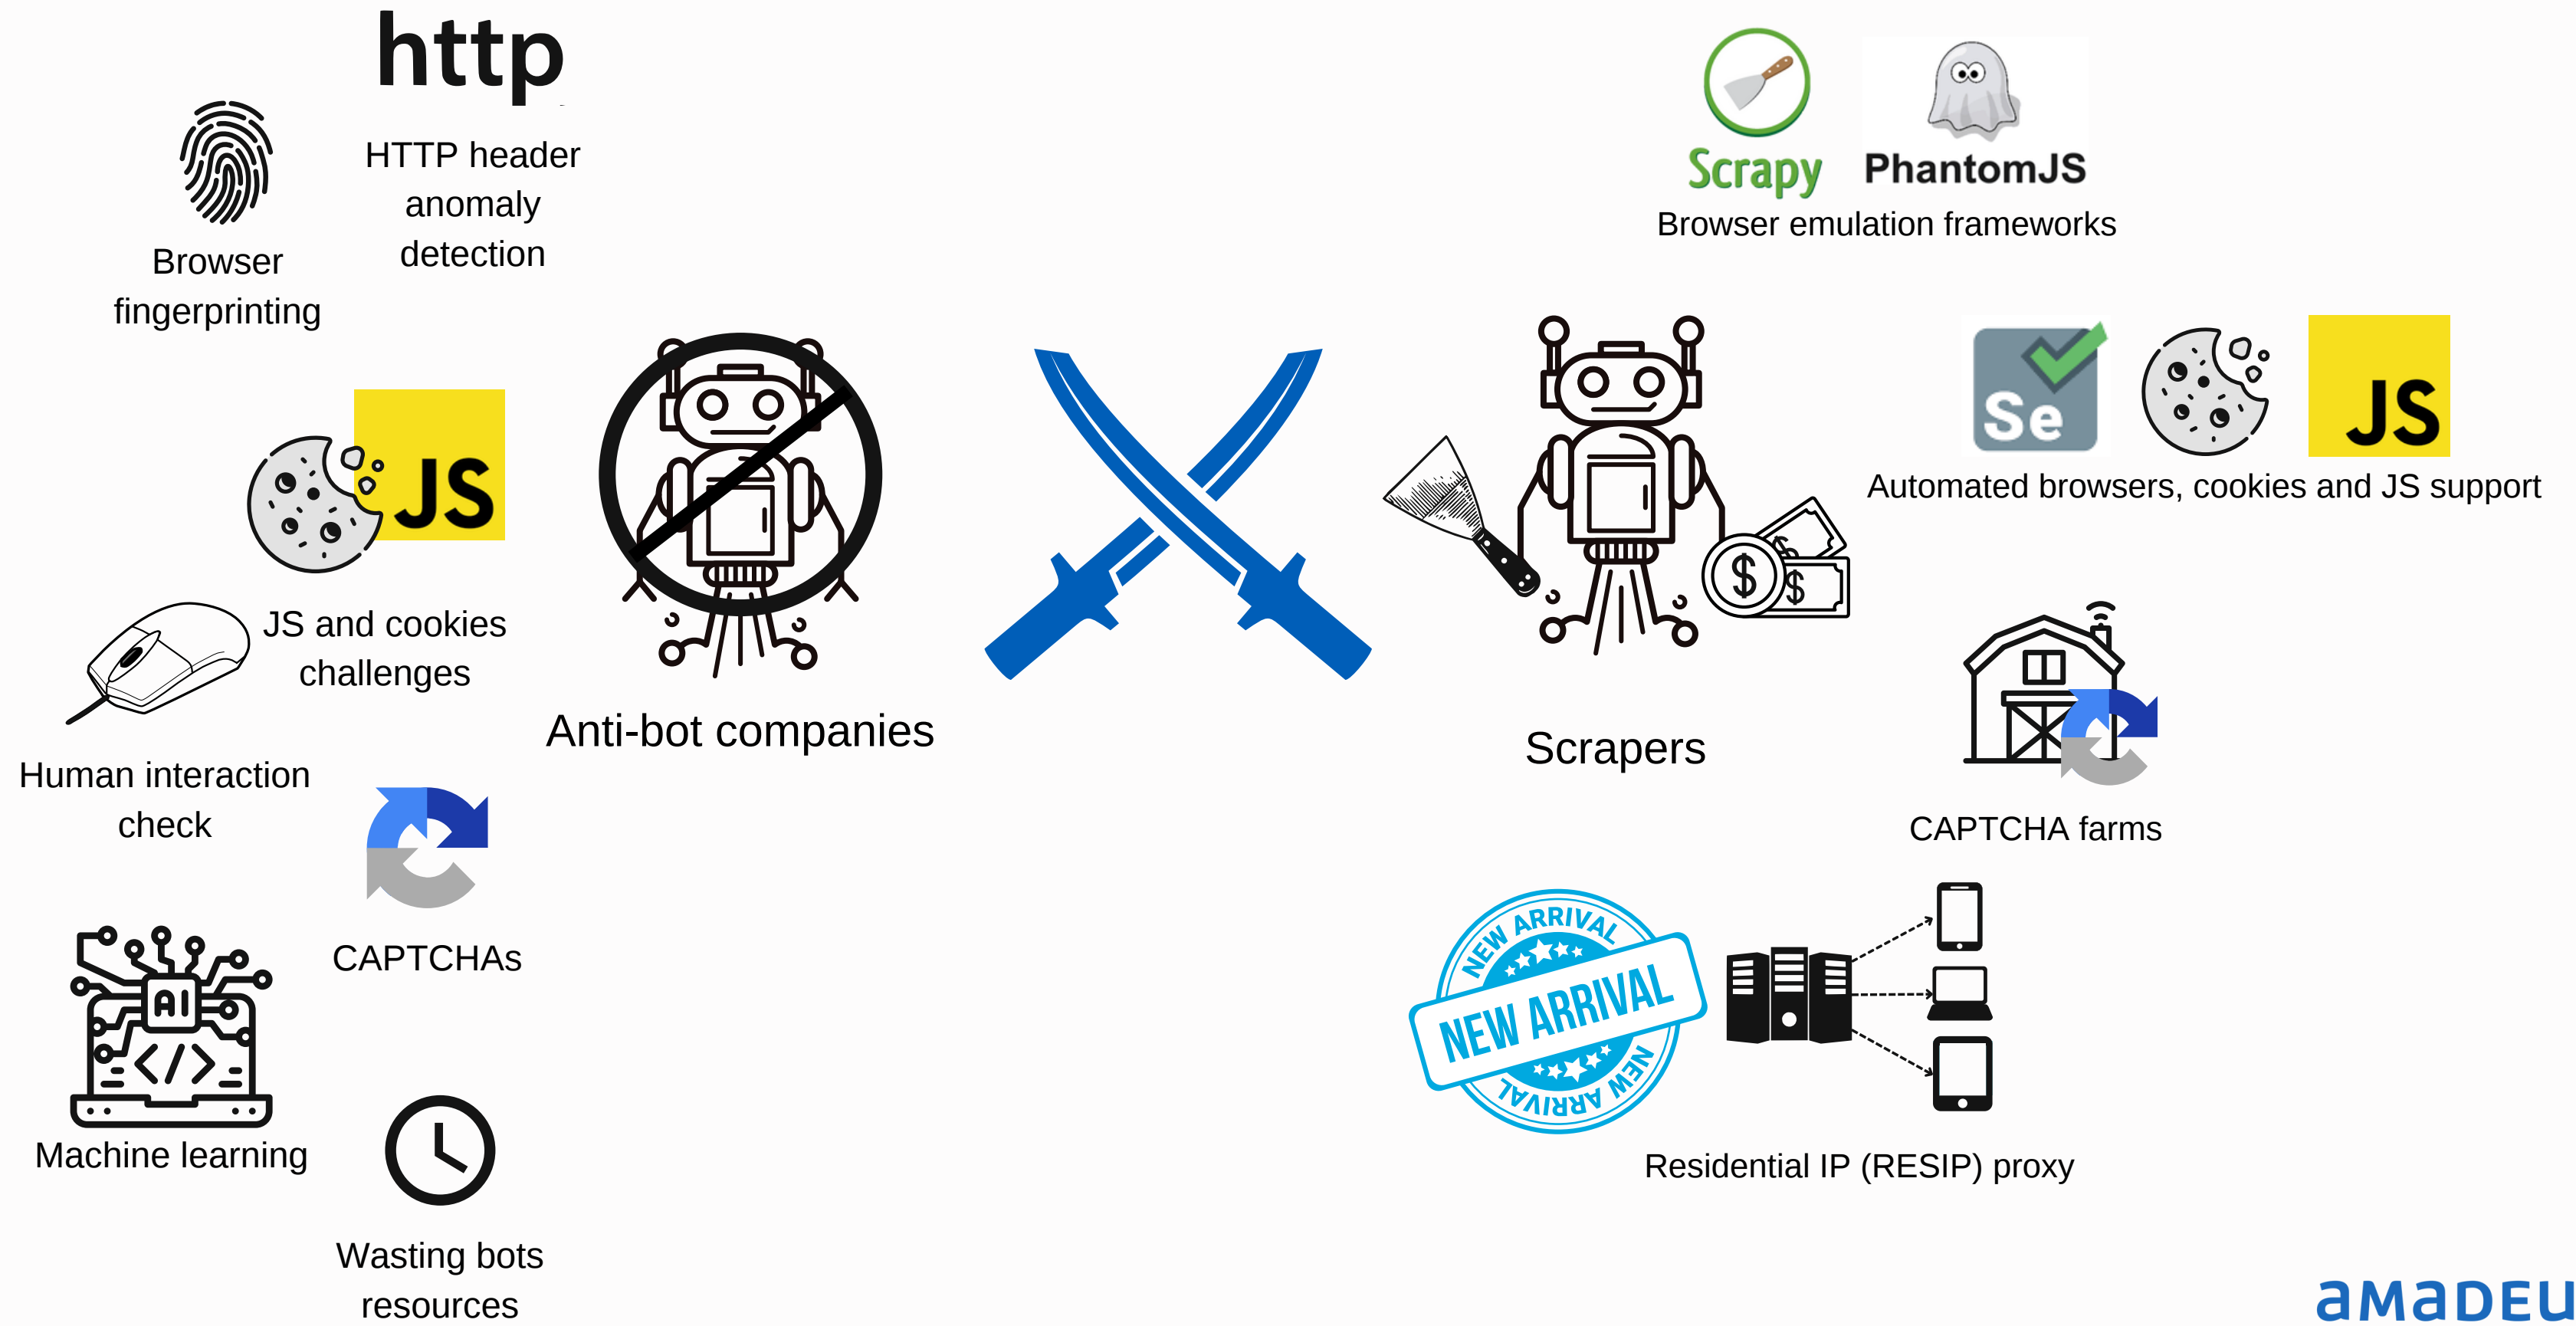 http
HTTP header
anomaly
detection
Browser
fingerprinting
JS
JS and cookies
challenges
Human interaction
check
CAPTCHAs
AI
</>
Machine learning
Wasting bots
resources
Anti-bot companies
Scrapy
PhantomJS
Browser emulation frameworks
Se
JS
Automated browsers, cookies and JS support
$
$
$
Scrapers
CAPTCHA farms
NEW ARRIVAL
NEW ARRIVAL
NEW ARRIVAL
Residential IP (RESIP) proxy
aMaDEU